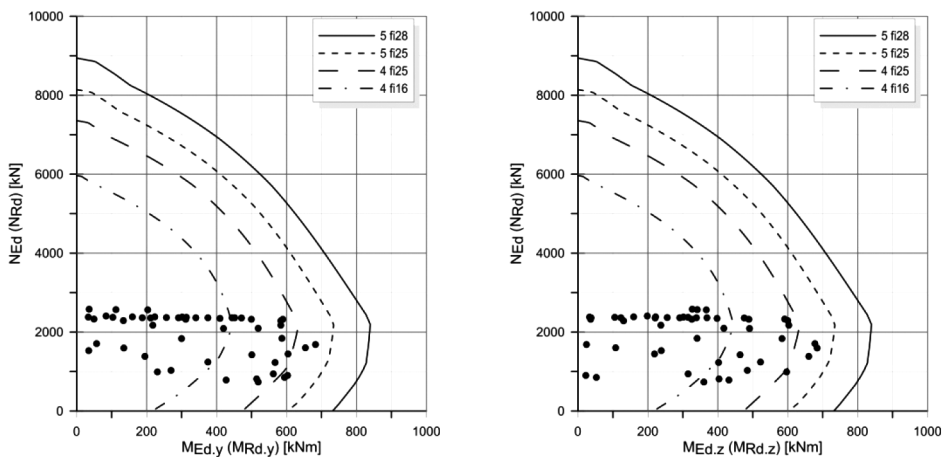 10000
8000
6000
4000
2000
0
NEd (NRd) [kN]
0 200 400 600 800 1000
MEd.y (MRd.y) [kNm]
5 fi28
5 fi25
4 fi25
4 fi16
10000
8000
6000
4000
2000
0
NEd (NRd) [kN]
0 200 400 600 800 1000
MEd.z (MRd.z) [kNm]
5 fi28
5 fi25
4 fi25
4 fi16